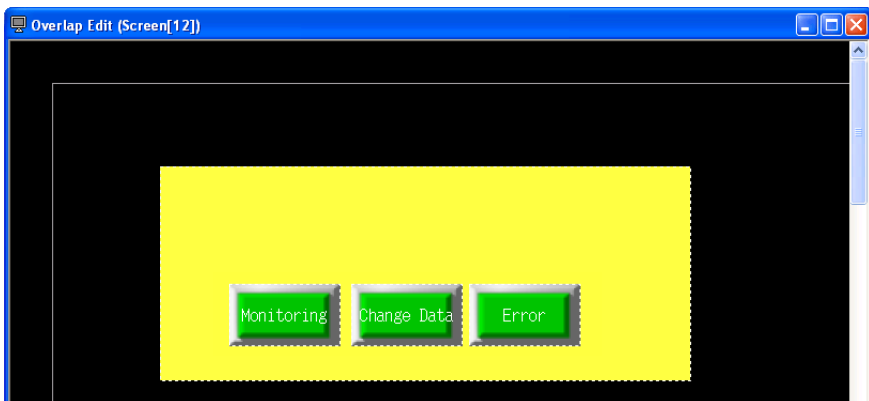 Overlap Edit (Screen[12])
Monitoring Change Data Error